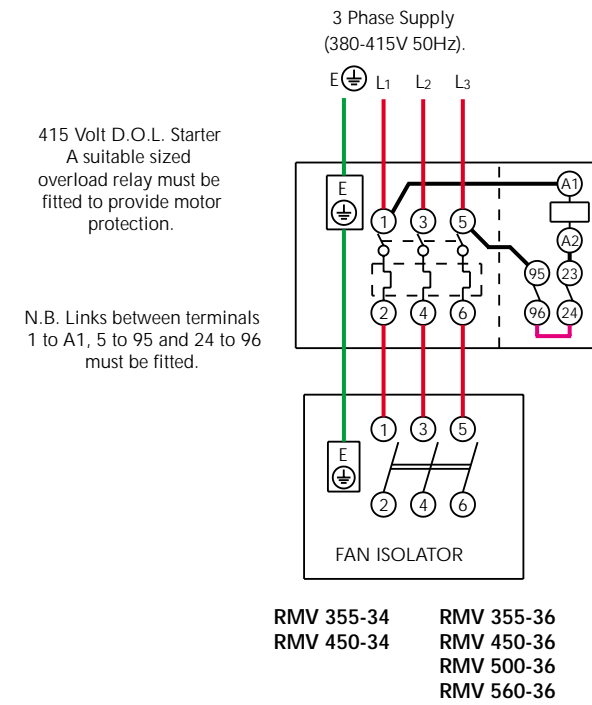 3 Phase Supply
(380-415V 50Hz).
E L1 L2 L3
415 Volt D.O.L. Starter
A suitable sized
overload relay must be
fitted to provide motor
protection.
N.B. Links between terminals
1 to A1, 5 to 95 and 24 to 96
must be fitted.
E
A1
1 3 5
A2
95 23
2 4 6
96 24
1 3 5
E
2 4 6
FAN ISOLATOR
RMV 355-34
RMV 450-34
RMV 355-36
RMV 450-36
RMV 500-36
RMV 560-36